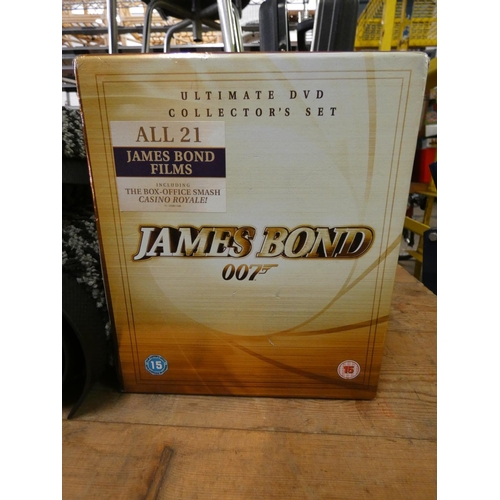 ULTIMATE DVD
COLLECTOR'S SET
ALL 21
JAMES BOND
FILMS
INCLUDING
THE BOX-OFFICE SMASH
CASINO ROYALE!
JAMES BOND
007
15
15